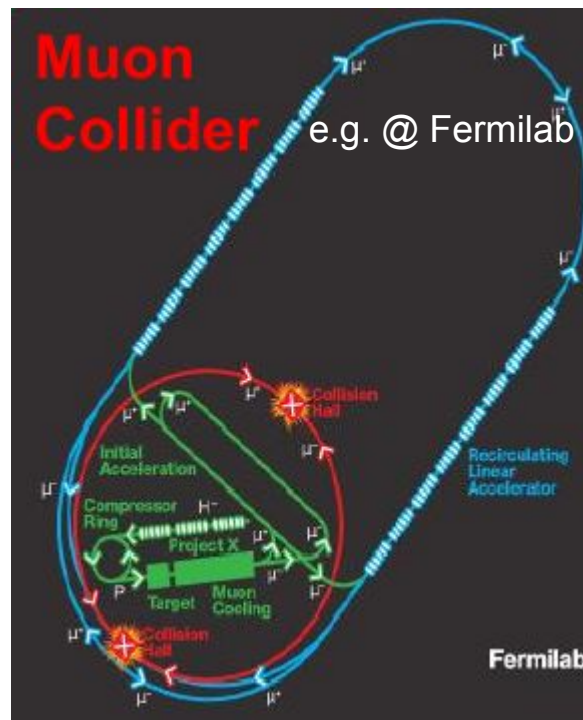 Muon
Collider
e.g. @ Fermilab
μ⁺
μ⁻
μ⁺
μ⁻
μ⁺
μ⁺
μ⁺
Collision
Hall
μ⁻
Initial
Acceleration
Recirculating
Linear
Accelerator
μ⁻
Compressor
Ring
H⁻
Project X
μ⁺
μ⁻
P
Target
Muon
Cooling
μ⁻
μ⁻
μ⁺
Collision
Hall
Fermilab
μ⁻
μ⁺